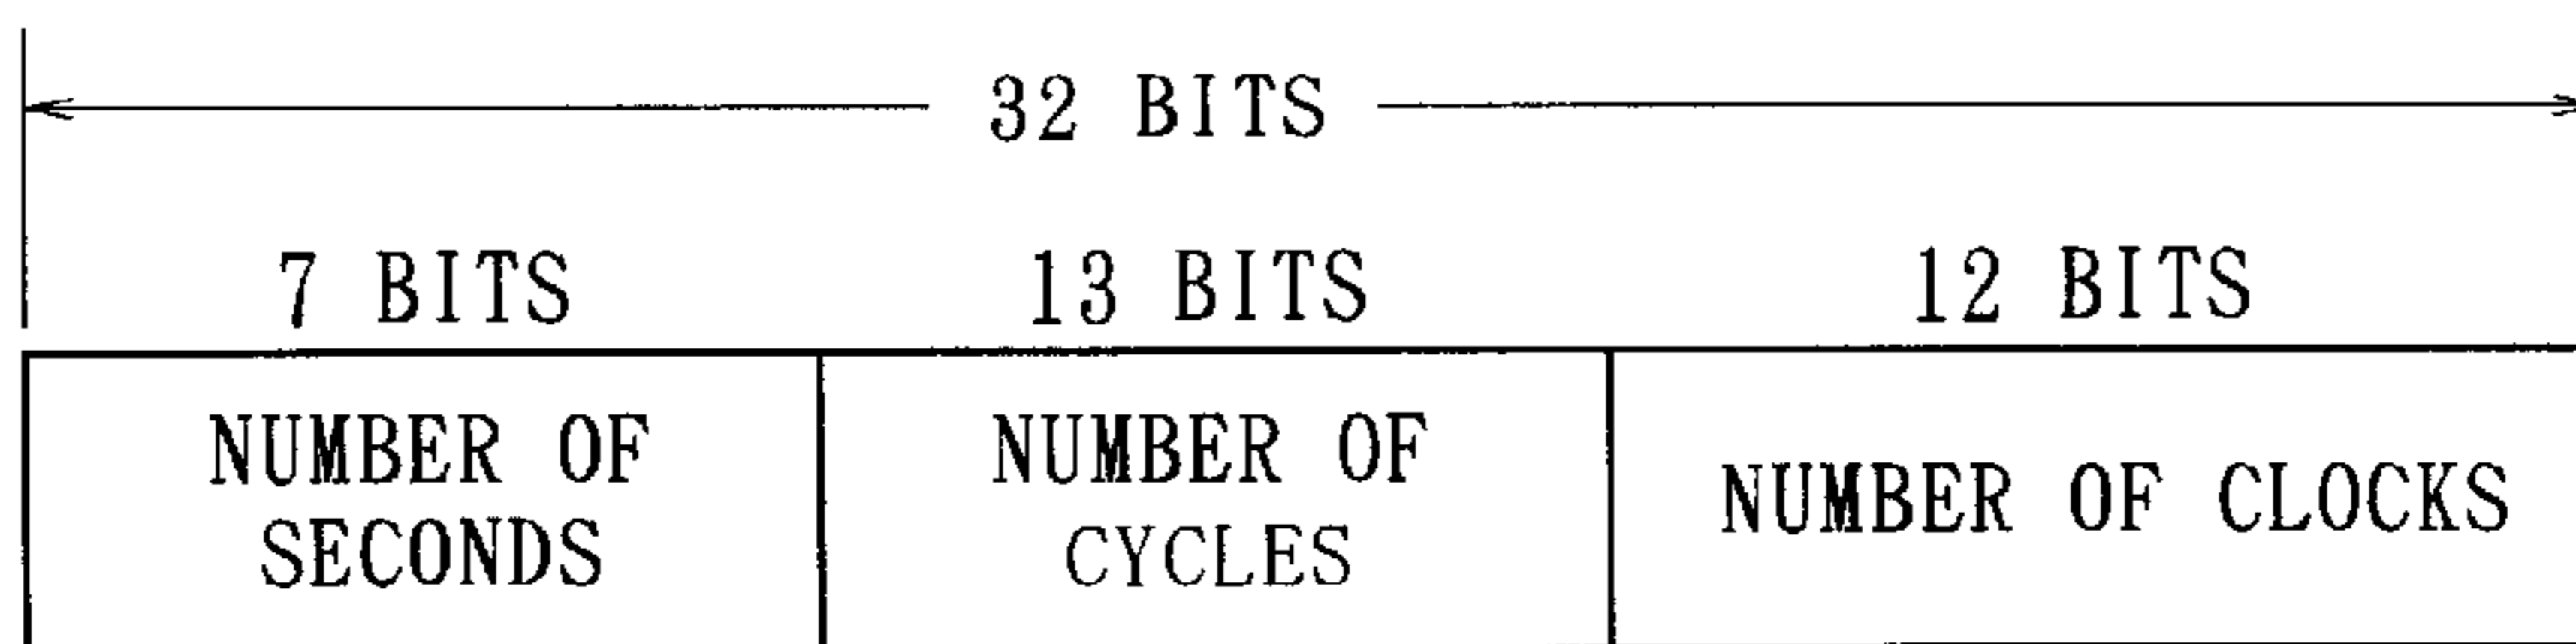 32 BITS
7 BITS 13 BITS 12 BITS
NUMBER OF SECONDS
NUMBER OF CYCLES
NUMBER OF CLOCKS